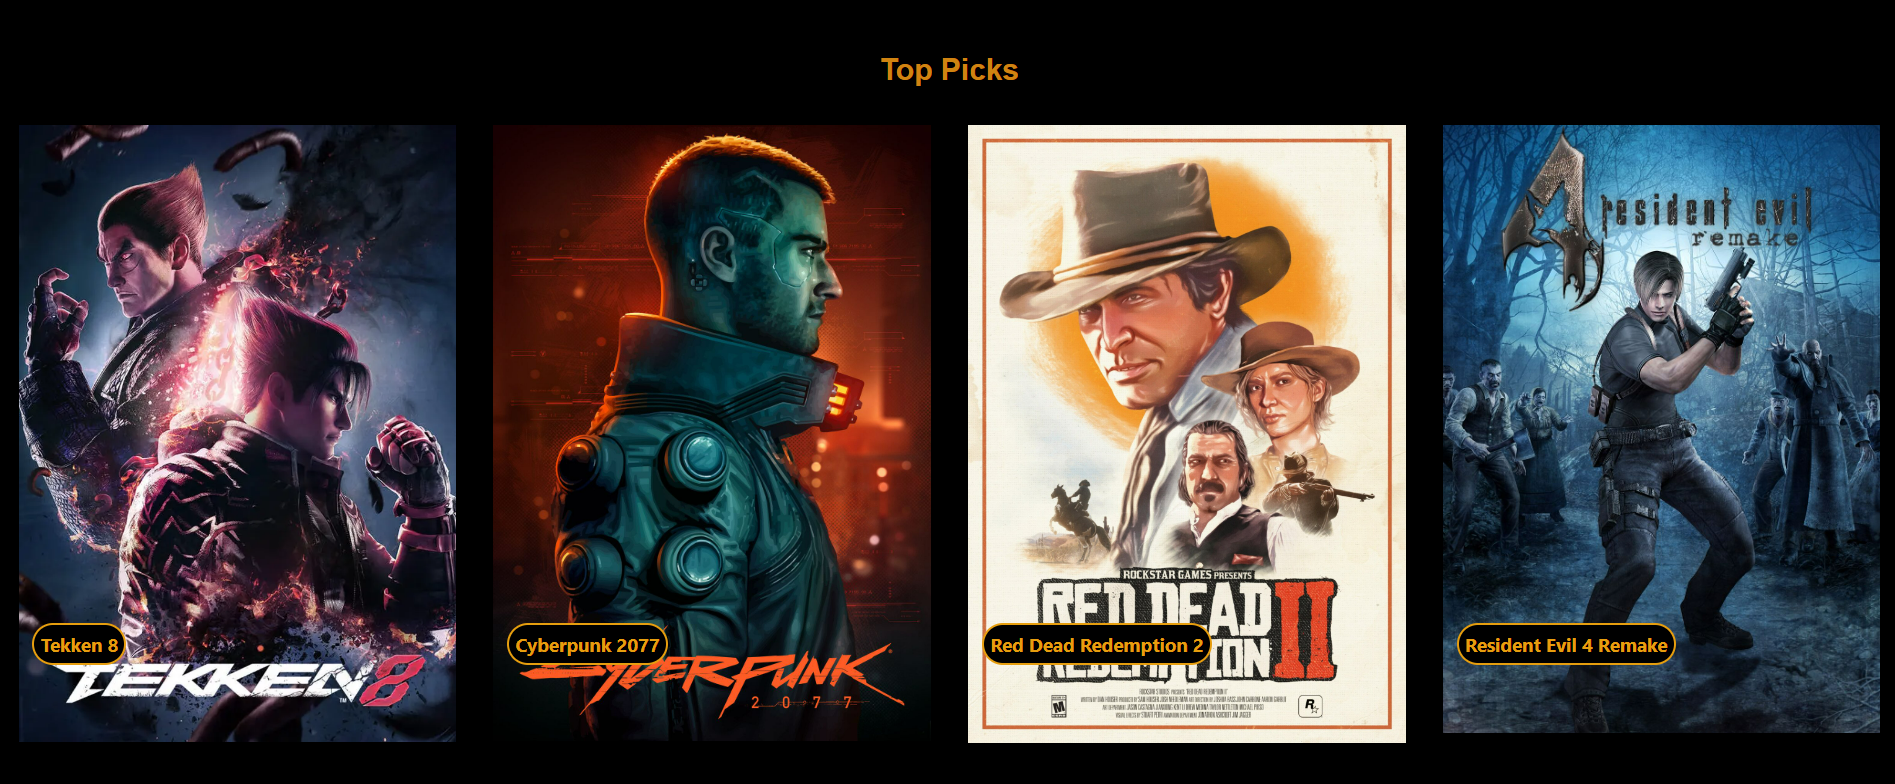 Top Picks
Tekken 8
TEKKEN 8
TM
Cyberpunk 2077
CYBERPUNK
2077
ROCKSTAR GAMES PRESENTS
RED DEAD
REDEMPTION II
Red Dead Redemption 2
M
R
4 resident evil
remake
Resident Evil 4 Remake